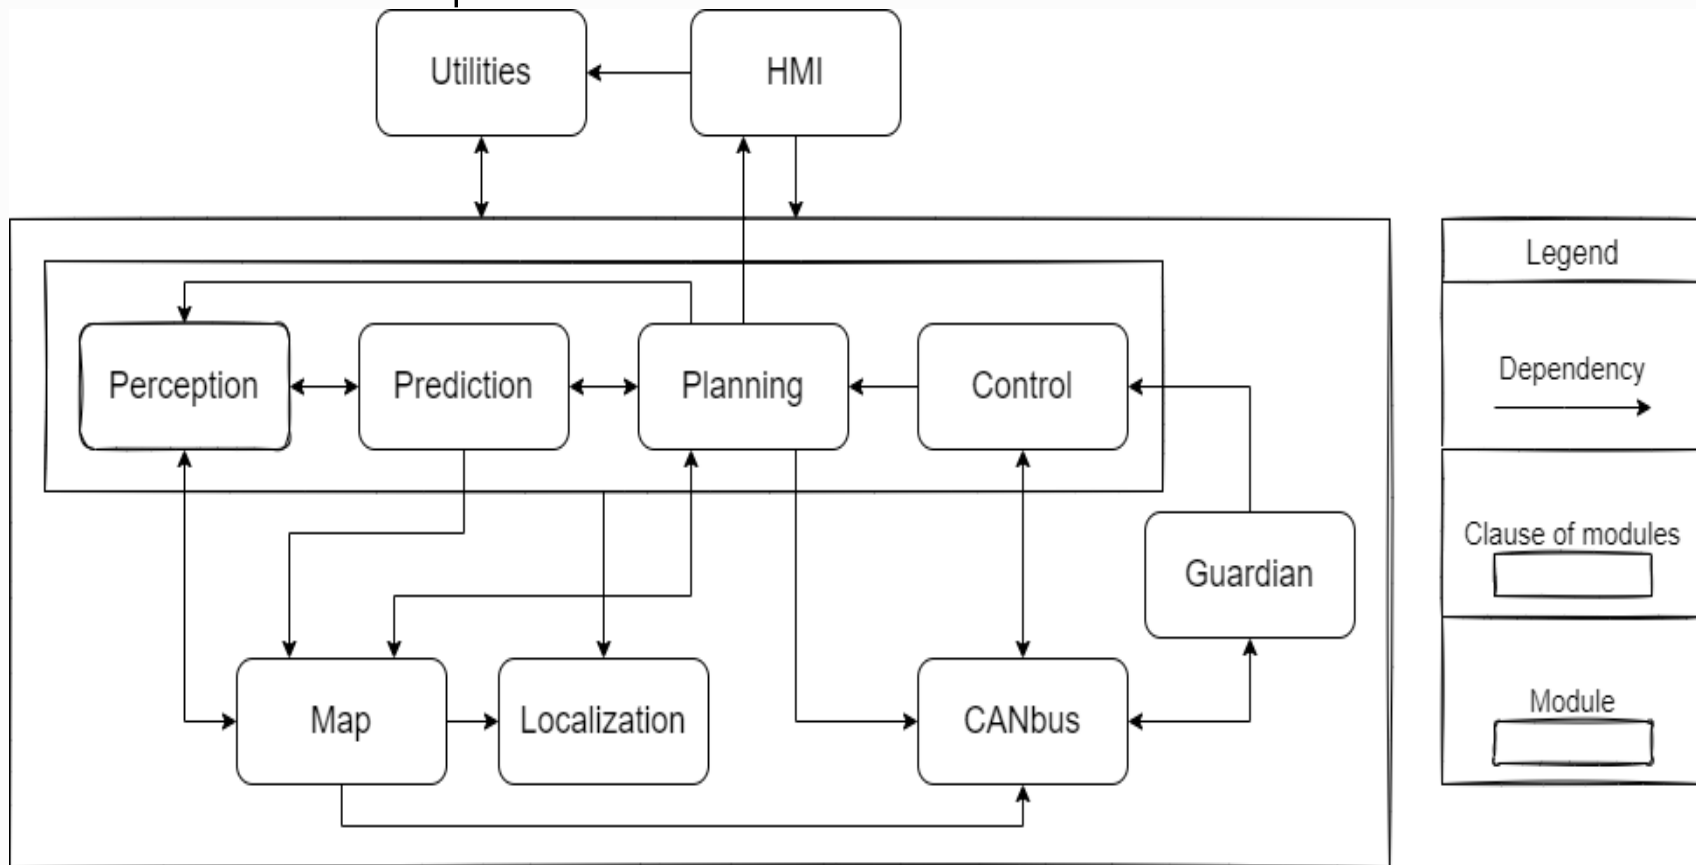 Utilities
HMI
Legend
Dependency
Clause of modules
Module
Perception
Prediction
Planning
Control
Guardian
Map
Localization
CANbus